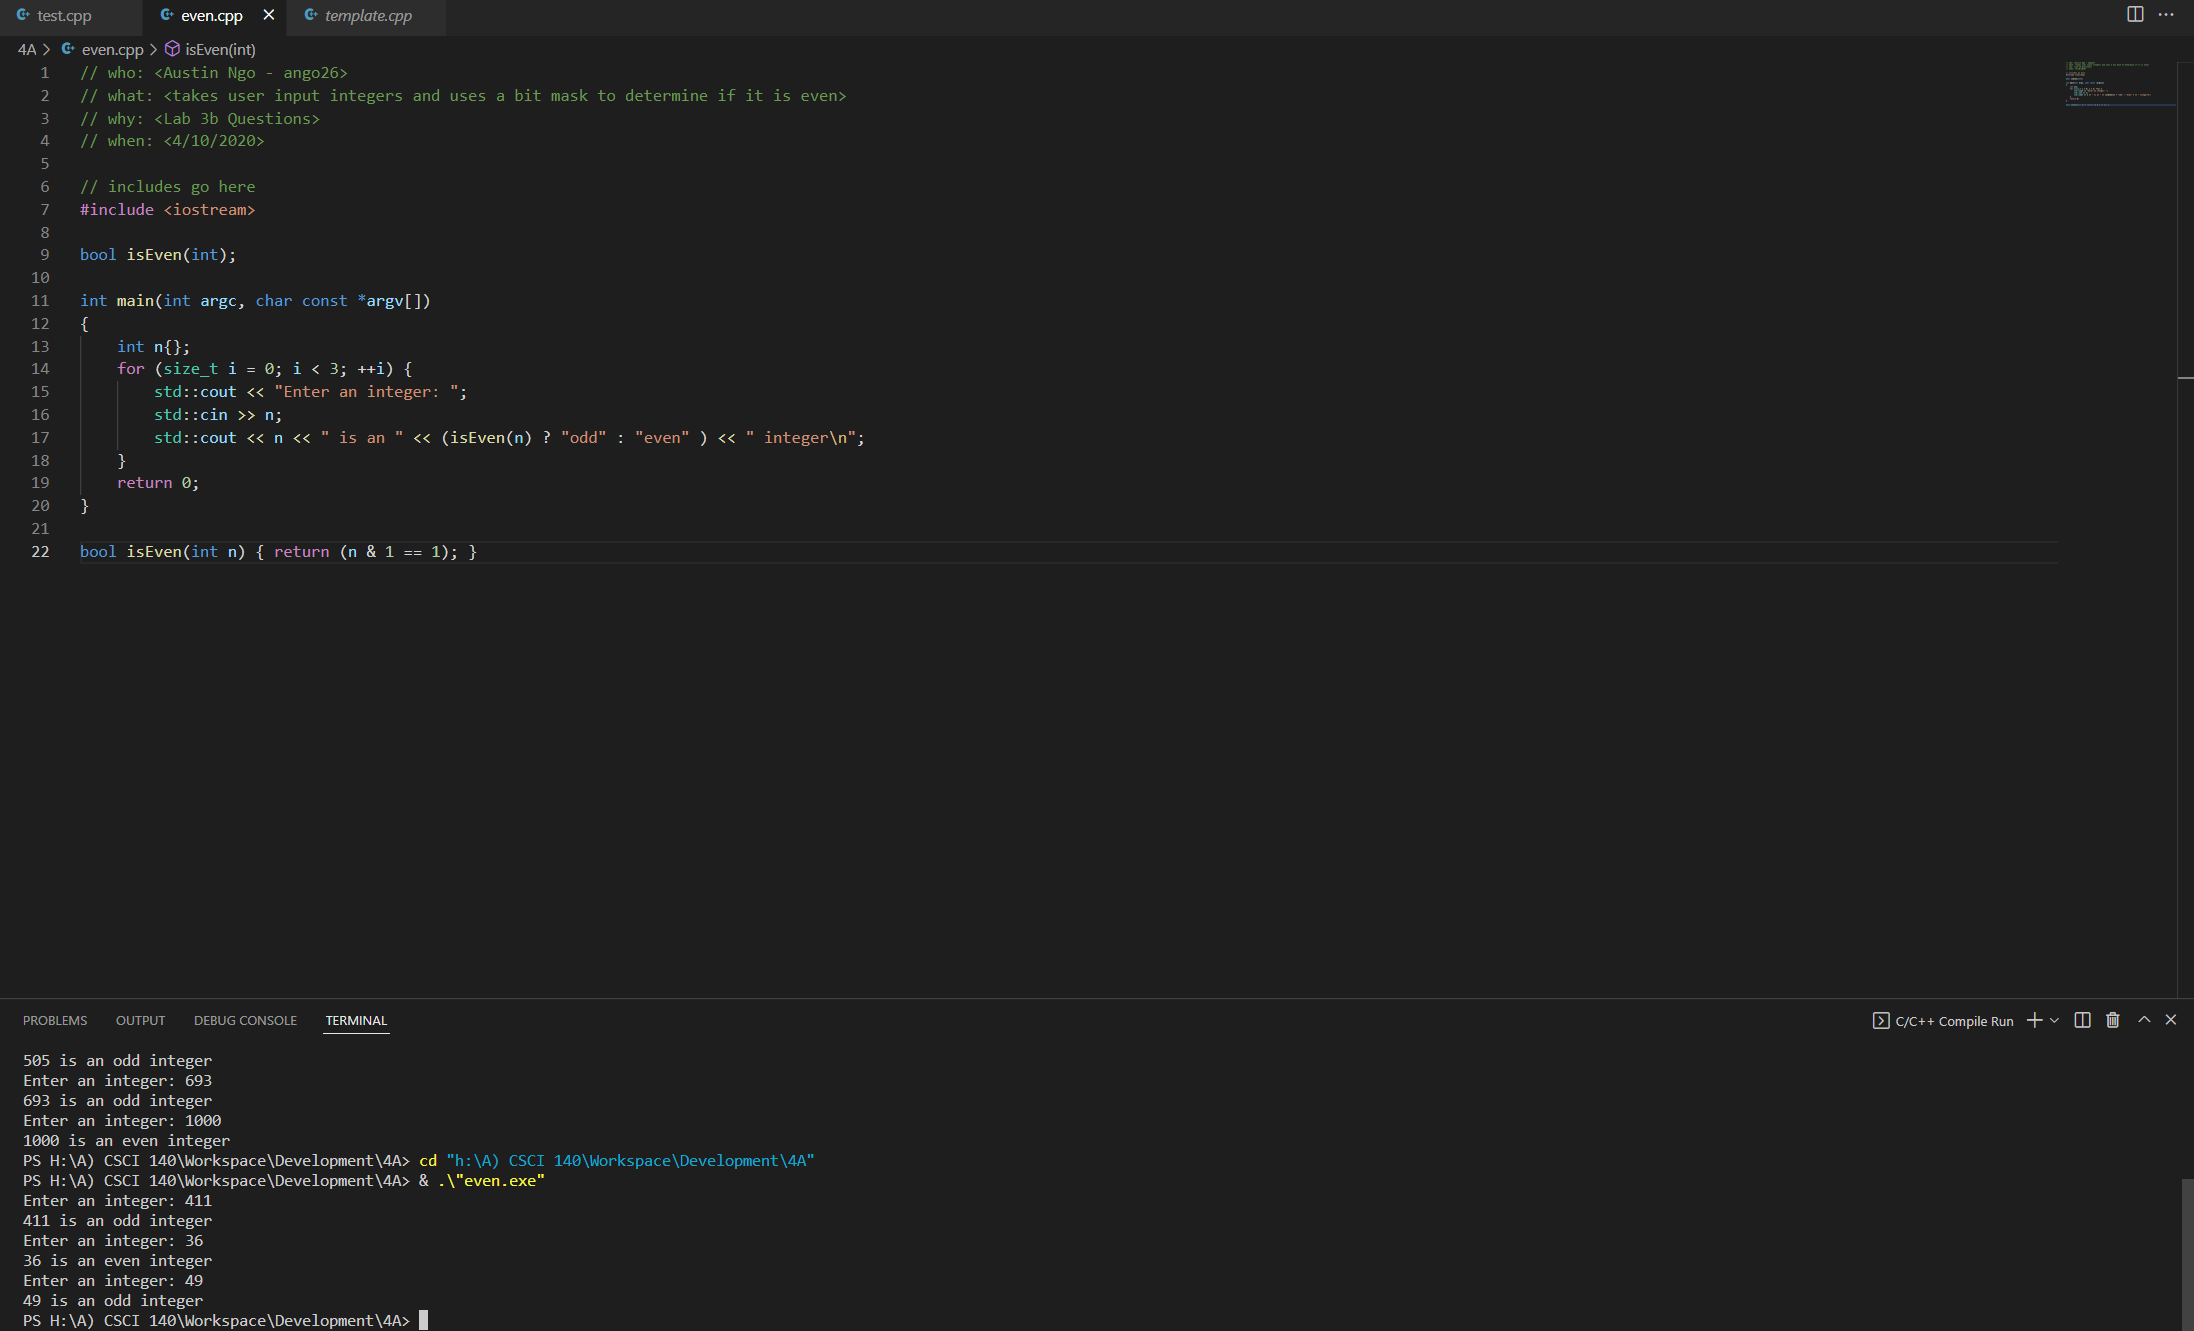 test.cpp even.cpp template.cpp
4A > even.cpp > isEven(int)
1 // who: <Austin Ngo - ango26>
2 // what: <takes user input integers and uses a bit mask to determine if it is even>
3 // why: <Lab 3b Questions>
4 // when: <4/10/2020>
5
6 // includes go here
7 #include <iostream>
8
9 bool isEven(int);
10
11 int main(int argc, char const *argv[])
12 {
13     int n{};
14     for (size_t i = 0; i < 3; ++i) {
15         std::cout << "Enter an integer: ";
16         std::cin >> n;
17         std::cout << n << " is an " << (isEven(n) ? "odd" : "even" ) << " integer\n";
18     }
19     return 0;
20 }
21
22 bool isEven(int n) { return (n & 1 == 1); }
PROBLEMS OUTPUT DEBUG CONSOLE TERMINAL C/C++ Compile Run
505 is an odd integer
Enter an integer: 693
693 is an odd integer
Enter an integer: 1000
1000 is an even integer
PS H:\A) CSCI 140\Workspace\Development\4A> cd "h:\A) CSCI 140\Workspace\Development\4A"
PS H:\A) CSCI 140\Workspace\Development\4A> & .\"even.exe"
Enter an integer: 411
411 is an odd integer
Enter an integer: 36
36 is an even integer
Enter an integer: 49
49 is an odd integer
PS H:\A) CSCI 140\Workspace\Development\4A>